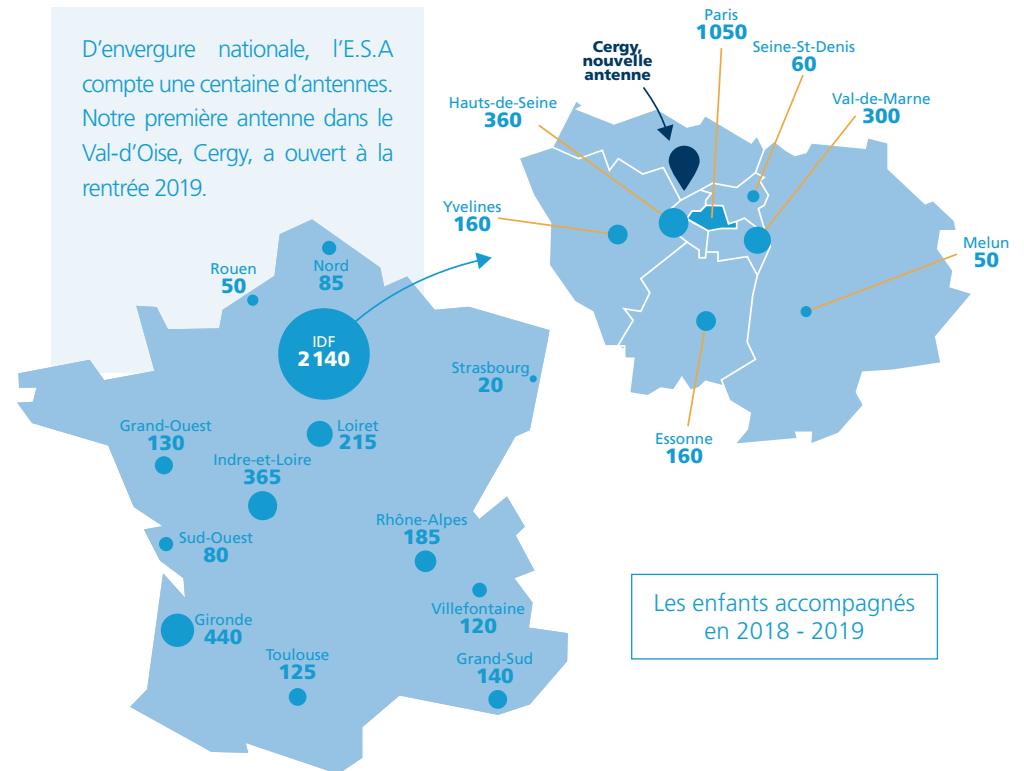 D'envergure nationale, l'E.S.A
compte une centaine d'antennes.
Notre première antenne dans le
Val-d'Oise, Cergy, a ouvert à la
rentrée 2019.
Paris
1050
Cergy,
nouvelle
antenne
Seine-St-Denis
60
Hauts-de-Seine
360
Val-de-Marne
300
Yvelines
160
Melun
50
Essonne
160
Nord
85
Rouen
50
IDF
2 140
Strasbourg
20
Grand-Ouest
130
Loiret
215
Indre-et-Loire
365
Sud-Ouest
80
Rhône-Alpes
185
Villefontaine
120
Gironde
440
Toulouse
125
Grand-Sud
140
Les enfants accompagnés
en 2018 - 2019